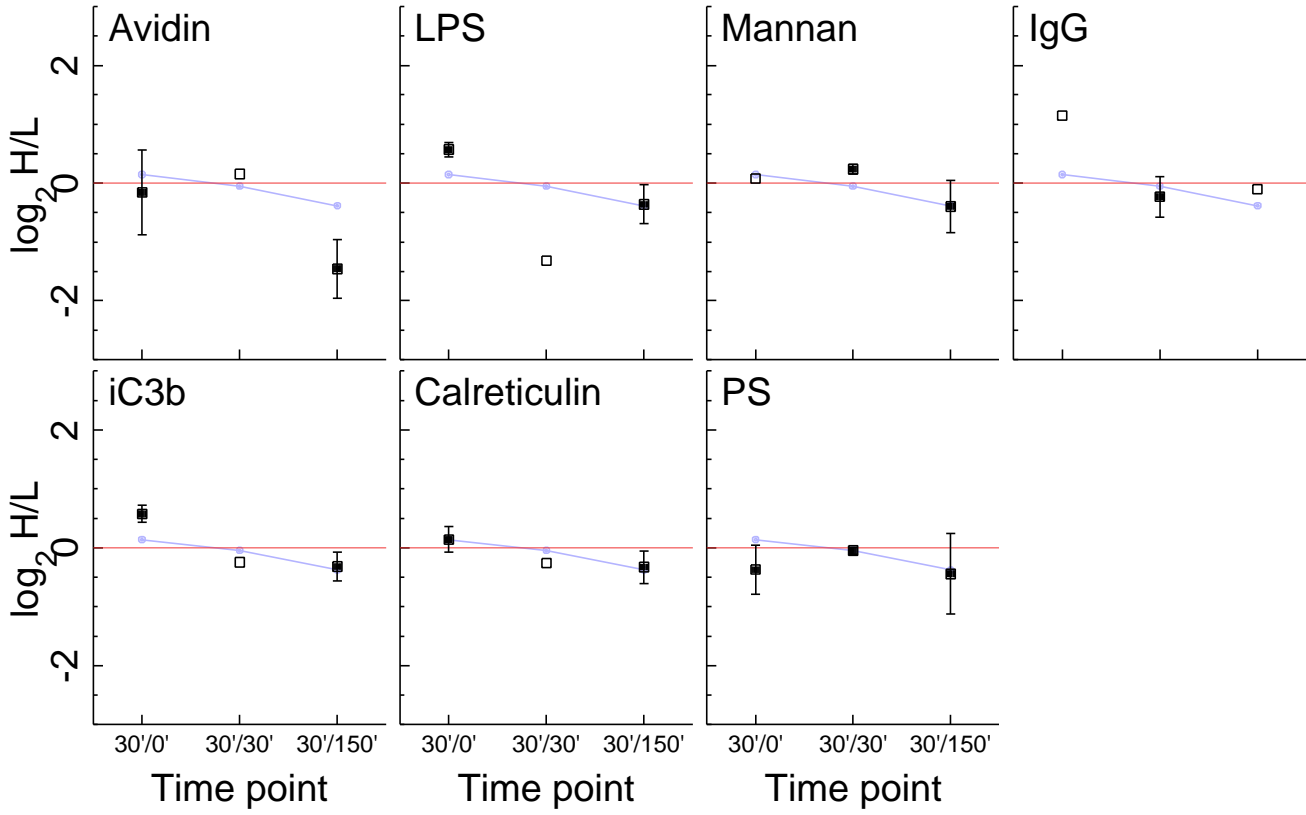 Avidin
LPS
Mannan
IgG
log2 H/L
2
0
-2
iC3b
Calreticulin
PS
log2 H/L
2
0
-2
30'/0' 30'/30' 30'/150'
30'/0' 30'/30' 30'/150'
30'/0' 30'/30' 30'/150'
Time point
Time point
Time point